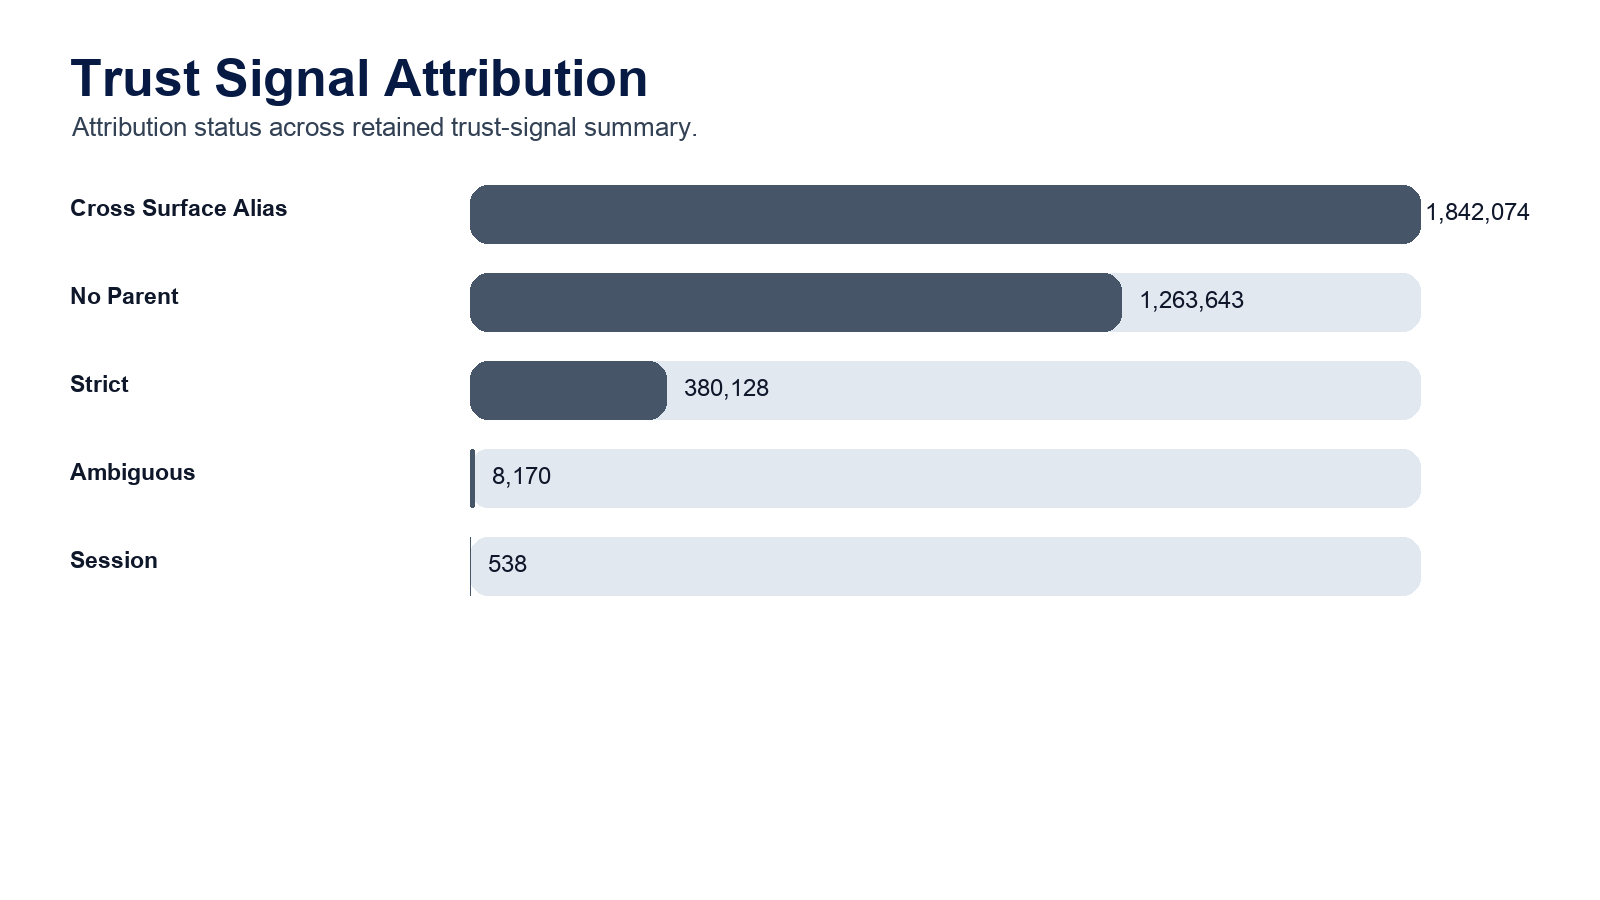 Trust Signal Attribution
Attribution status across retained trust-signal summary.
Cross Surface Alias 1,842,074
No Parent 1,263,643
Strict 380,128
Ambiguous 8,170
Session 538